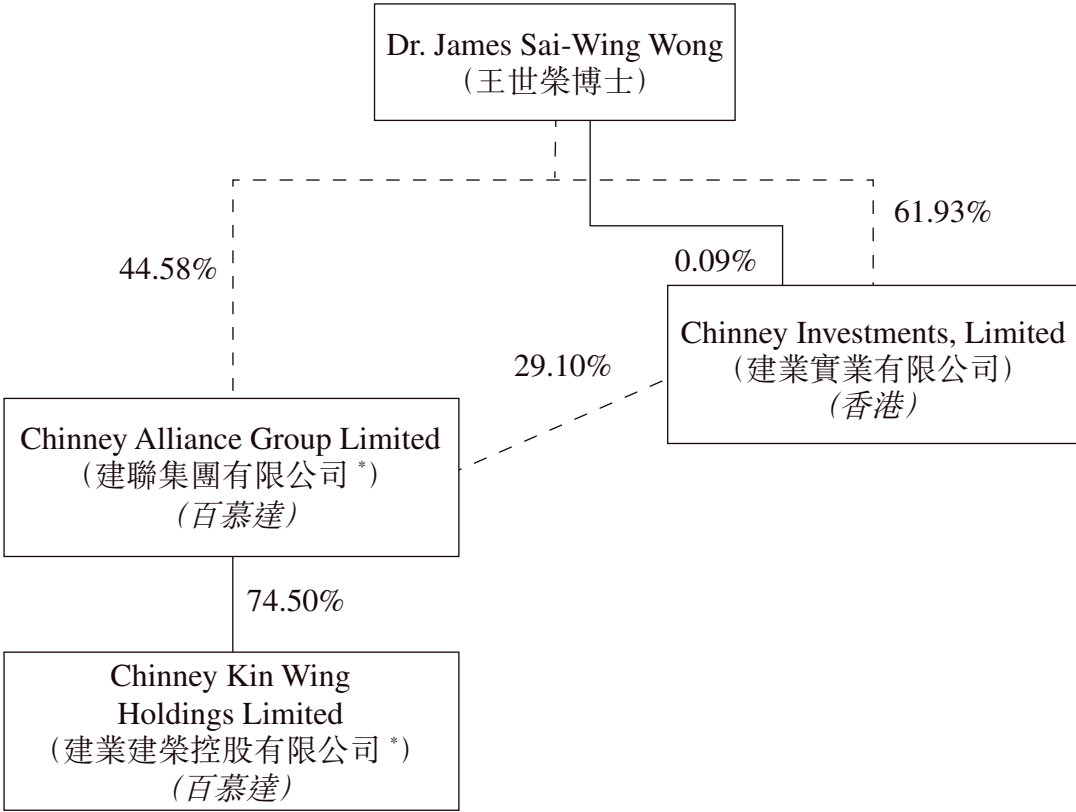 Dr. James Sai-Wing Wong
（王世榮博士）
61.93%
44.58%
0.09%
Chinney Investments, Limited
（建業實業有限公司）
（香港）
29.10%
Chinney Alliance Group Limited
（建聯集團有限公司*）
（百慕達）
74.50%
Chinney Kin Wing
Holdings Limited
（建業建榮控股有限公司*）
（百慕達）